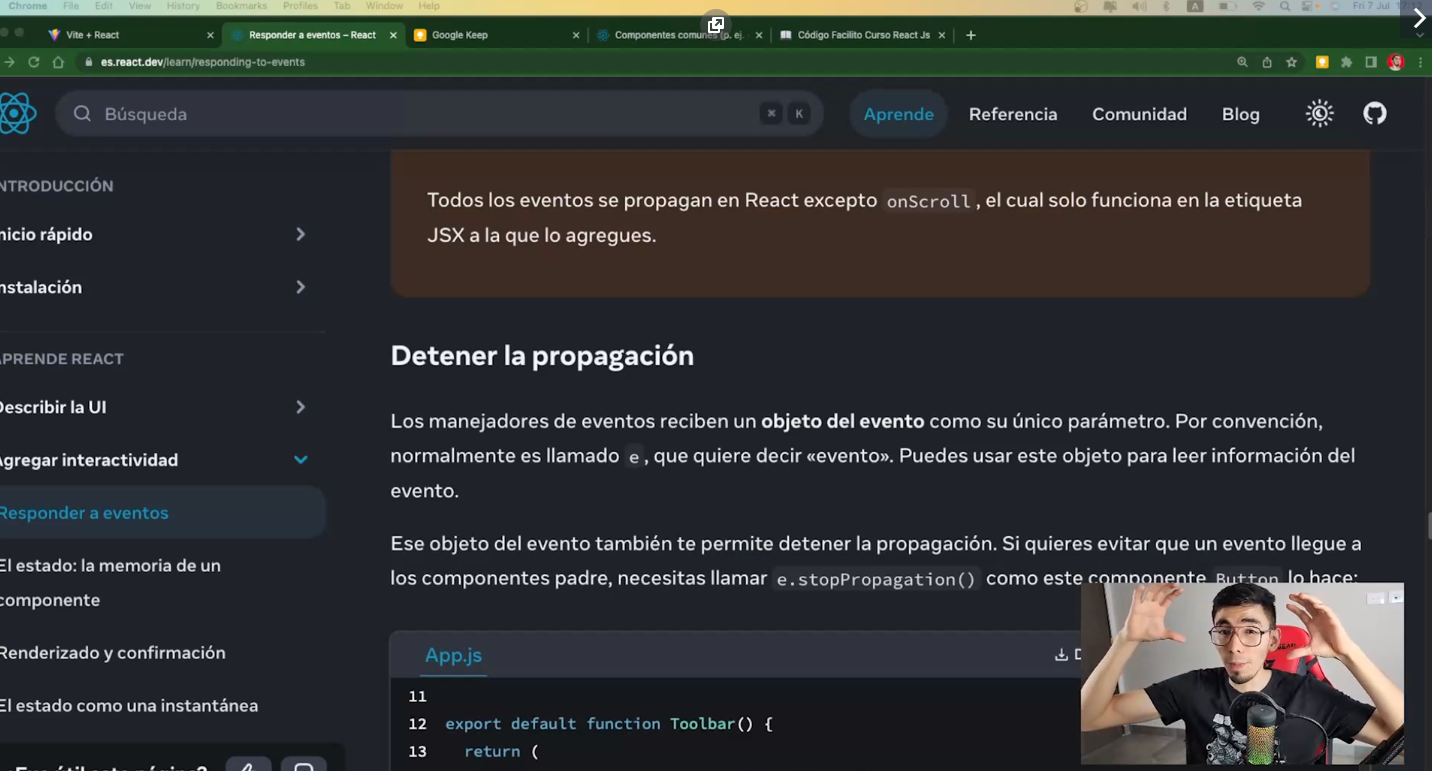 Chrome File Edit View History Bookmarks Profiles Tab Window Help
Fri 7 Jul 17:12
Vite + React
Responder a eventos – React
Google Keep
Componentes comunes (p. ej.
Código Facilito Curso React Js
es.react.dev/learn/responding-to-events
Búsqueda
⌘ K
Aprende
Referencia
Comunidad
Blog
NTRODUCCIÓN
nicio rápido
nstalación
APRENDE REACT
Describir la UI
Agregar interactividad
Responder a eventos
El estado: la memoria de un
componente
Renderizado y confirmación
El estado como una instantánea
Todos los eventos se propagan en React excepto onScroll, el cual solo funciona en la etiqueta
JSX a la que lo agregues.
Detener la propagación
Los manejadores de eventos reciben un objeto del evento como su único parámetro. Por convención,
normalmente es llamado e, que quiere decir «evento». Puedes usar este objeto para leer información del
evento.
Ese objeto del evento también te permite detener la propagación. Si quieres evitar que un evento llegue a
los componentes padre, necesitas llamar e.stopPropagation() como este componente Button lo hace:
App.js
11
12 export default function Toolbar() {
13 return (